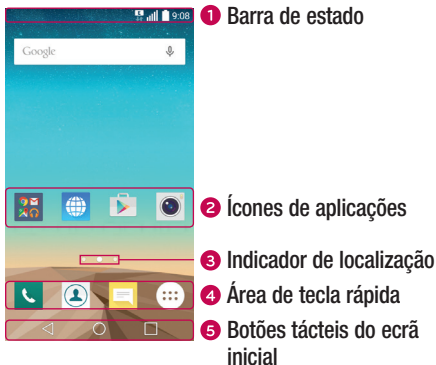 9:08
1 Barra de estado
Google
2 Ícones de aplicações
3 Indicador de localização
4 Área de tecla rápida
5 Botões tácteis do ecrã
inicial